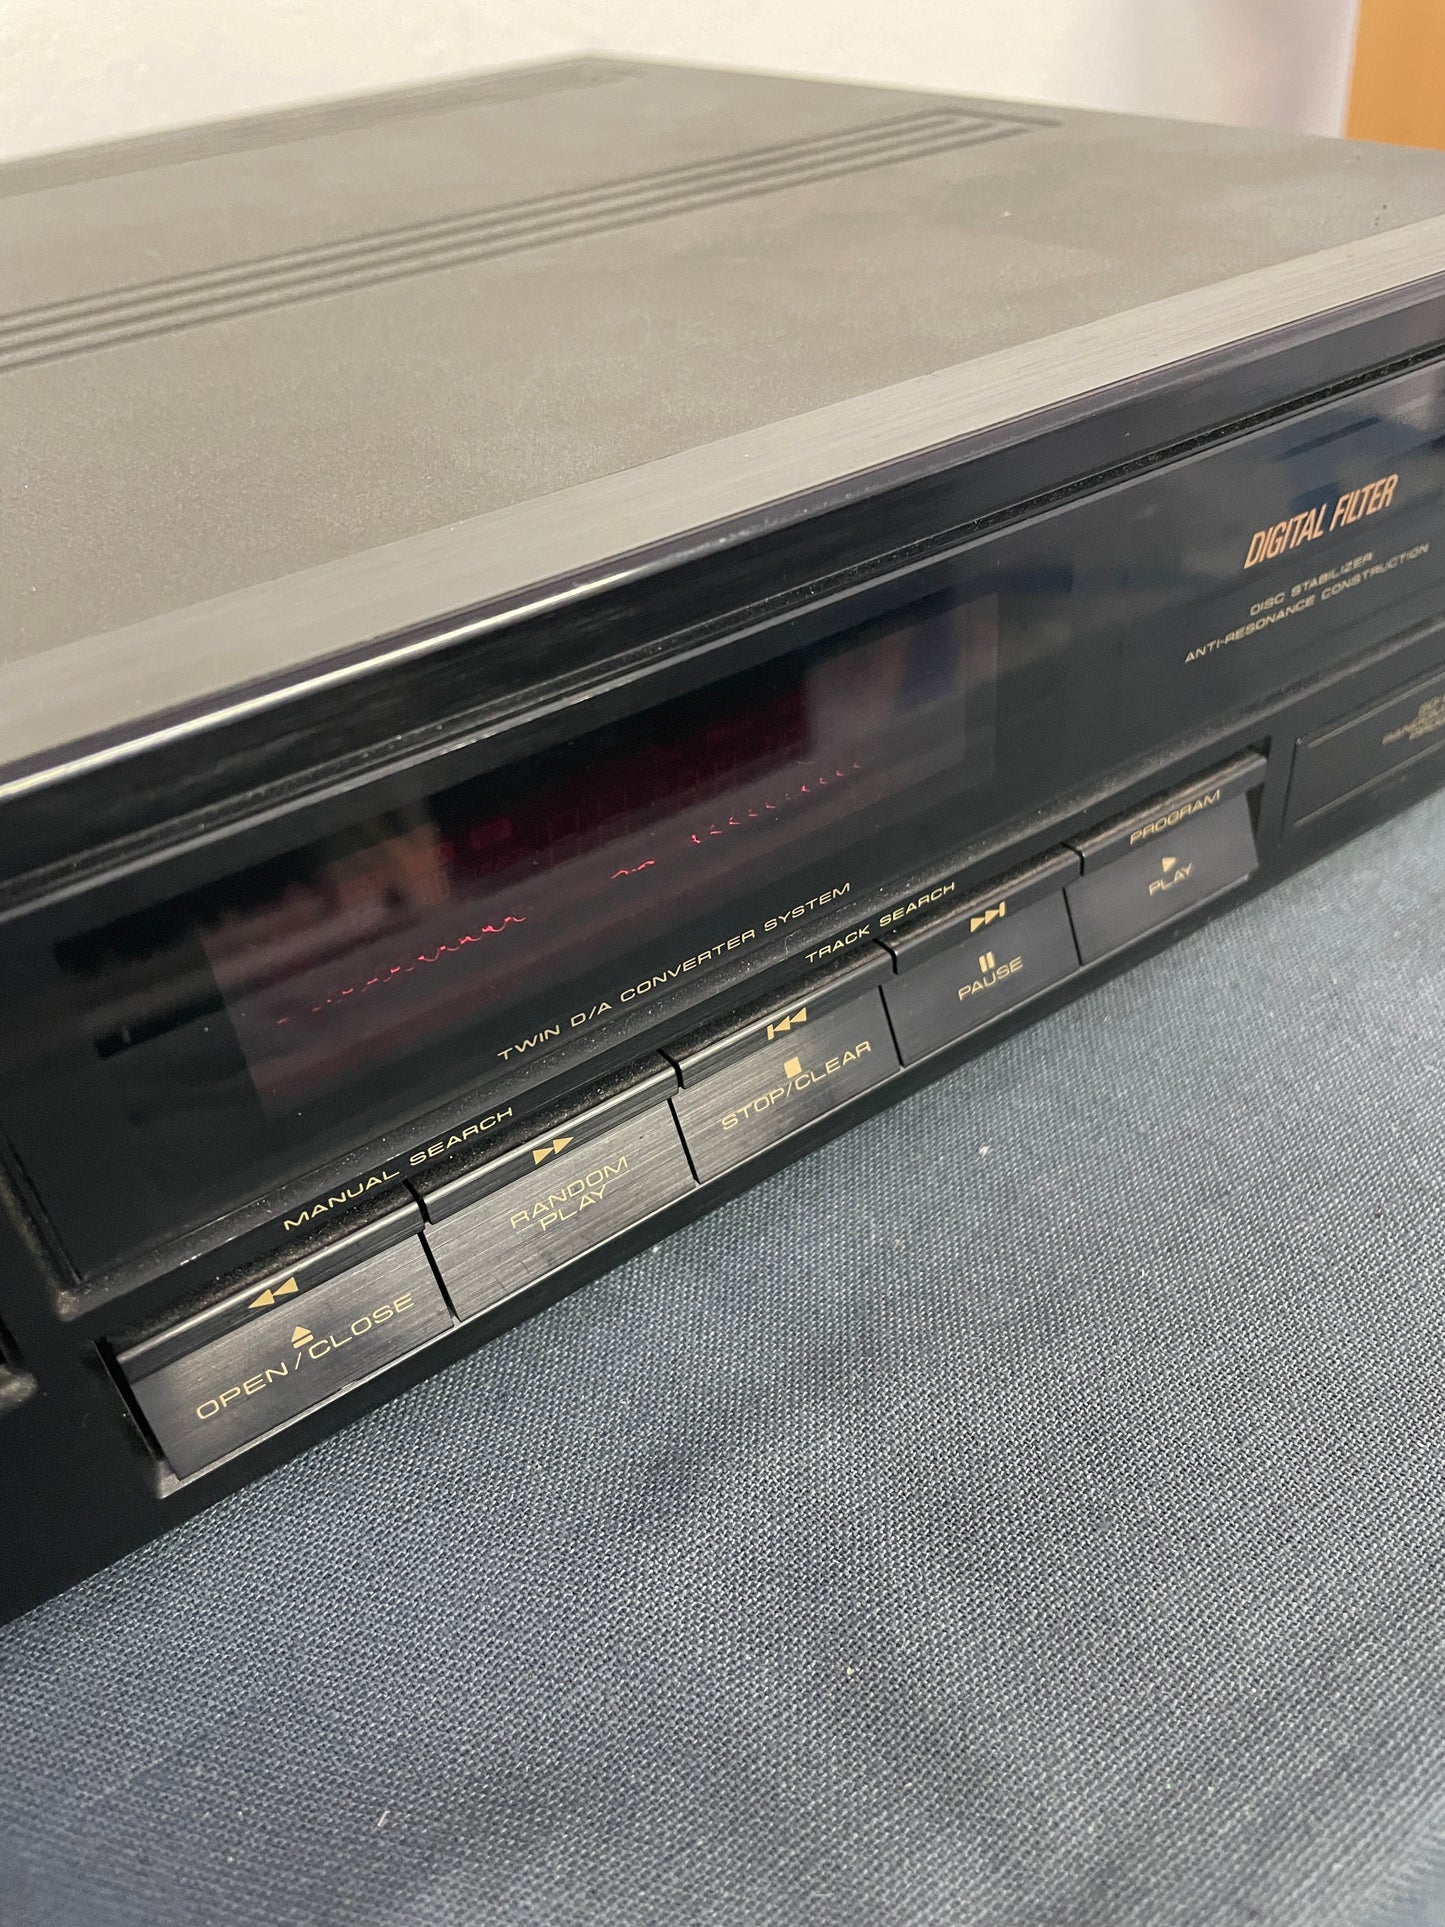 DIGITAL FILTER
DISC STABILIZER
ANTI-RESONANCE CONSTRUCTION
TWIN D/A CONVERTER SYSTEM
MANUAL SEARCH
TRACK SEARCH
PROGRAM
OPEN/CLOSE
RANDOM
PLAY
STOP/CLEAR
PAUSE
PLAY